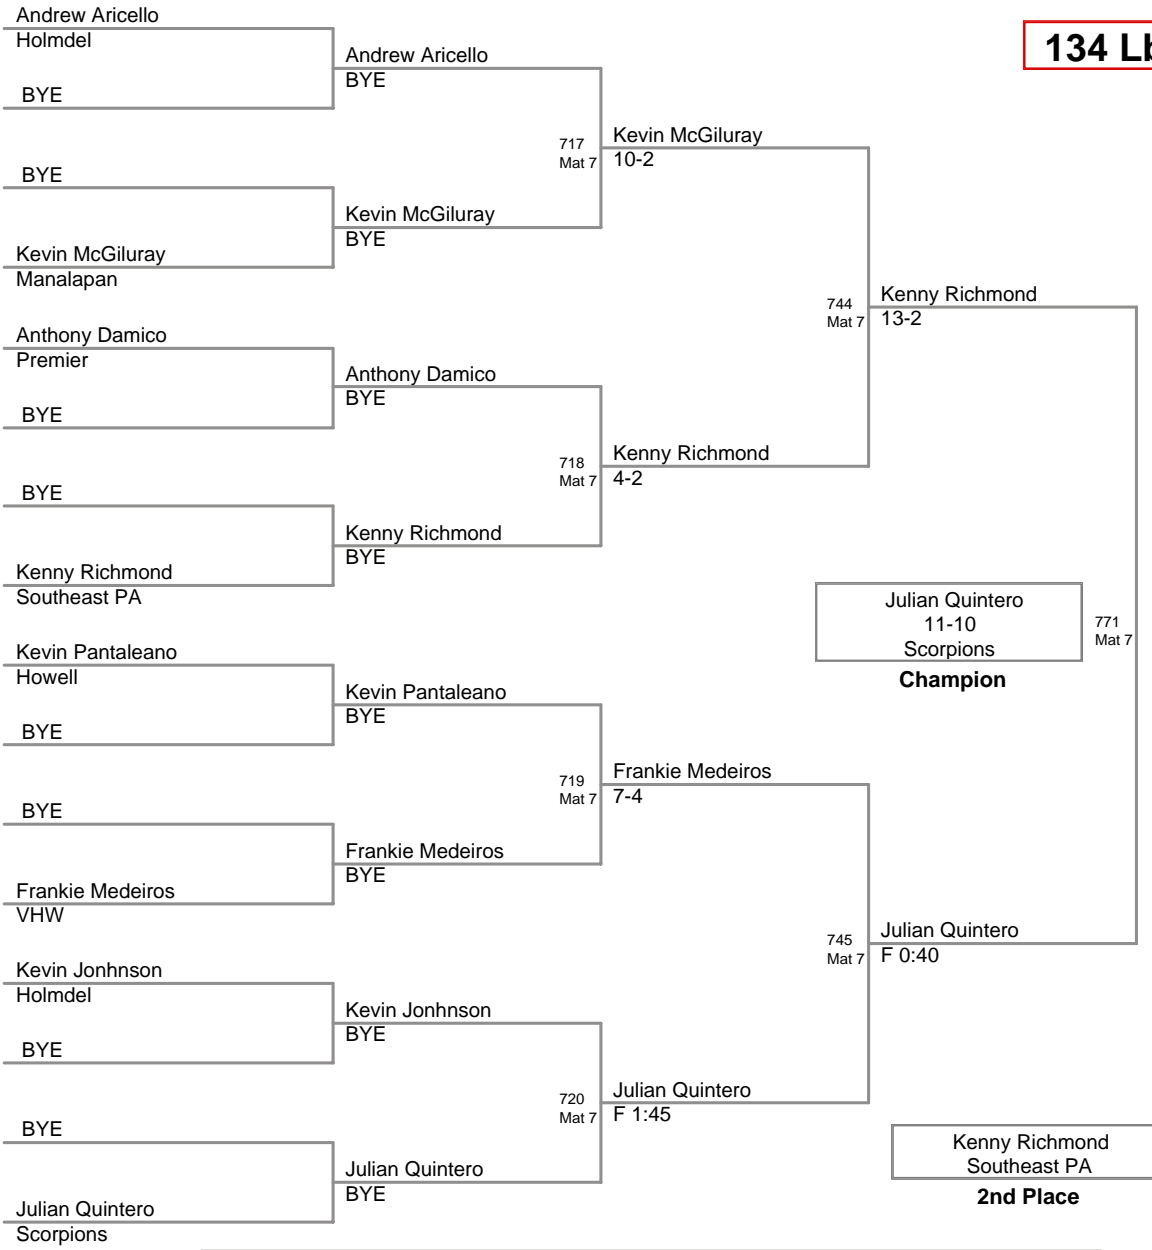 Andrew Aricello
Holmdel
BYE
BYE
Kevin McGiluray
Manalapan
Anthony Damico
Premier
BYE
BYE
Kenny Richmond
Southeast PA
Kevin Pantaleano
Howell
BYE
BYE
Frankie Medeiros
VHW
Kevin Jonhnson
Holmdel
BYE
BYE
Julian Quintero
Scorpions
Andrew Aricello
BYE
Kevin McGiluray
BYE
Anthony Damico
BYE
Kenny Richmond
BYE
Kevin Pantaleano
BYE
Frankie Medeiros
BYE
Kevin Jonhnson
BYE
Julian Quintero
BYE
717
Mat 7
Kevin McGiluray
10-2
718
Mat 7
Kenny Richmond
4-2
719
Mat 7
Frankie Medeiros
7-4
720
Mat 7
Julian Quintero
F 1:45
744
Mat 7
Kenny Richmond
13-2
745
Mat 7
Julian Quintero
F 0:40
134 Lb
Julian Quintero
11-10
Scorpions
Champion
771
Mat 7
Kenny Richmond
Southeast PA
2nd Place